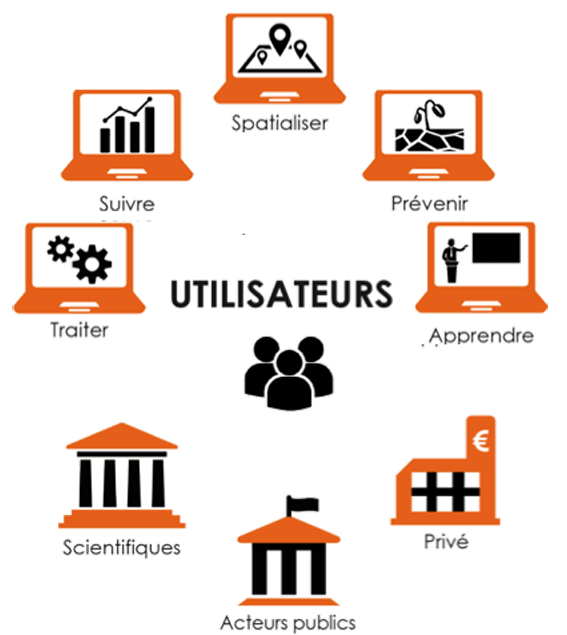 Spatialiser
Suivre
Prévenir
Traiter
UTILISATEURS
Apprendre
€
Scientifiques
Privé
Acteurs publics